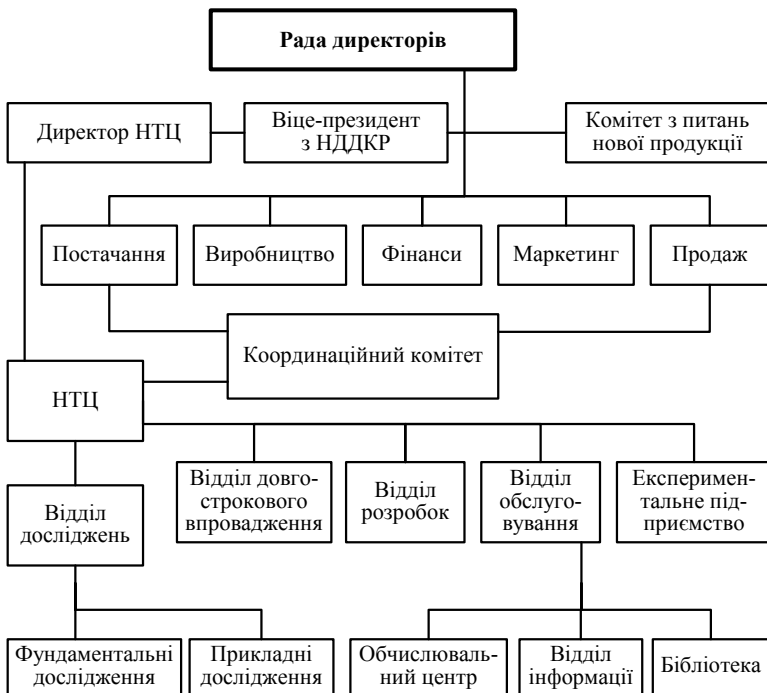 Рада директорів
Директор НТЦ
Віце-президент
з НДДКР
Комітет з питань
нової продукції
Постачання
Виробництво
Фінанси
Маркетинг
Продаж
Координаційний комітет
НТЦ
Відділ довго-
строкового
впровадження
Відділ
розробок
Відділ
обслуго-
вування
Експеримен-
тальне під-
приємство
Відділ
досліджень
Фундаментальні
дослідження
Прикладні
дослідження
Обчислюваль-
ний центр
Відділ
інформації
Бібліотека